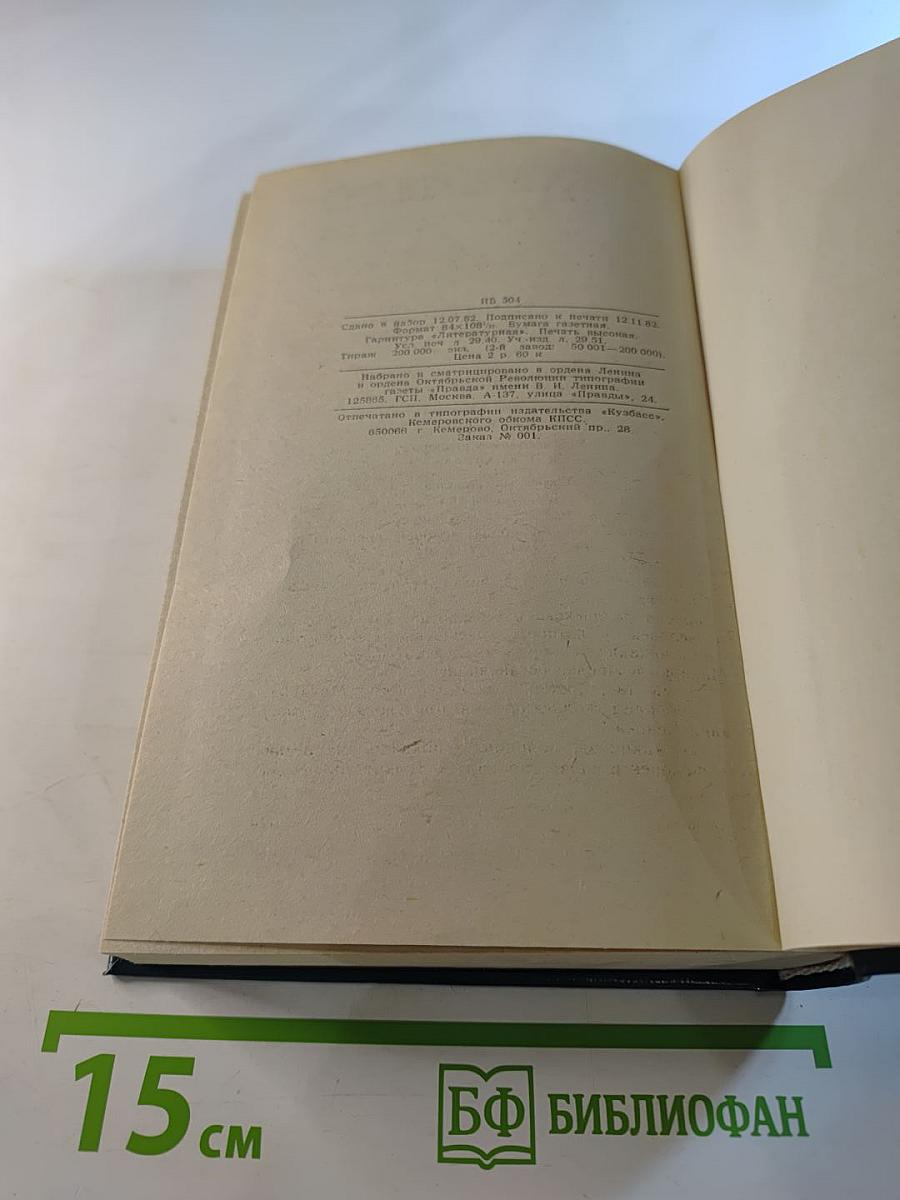 ИБ 504
Сдано в набор 12.07.82. Подписано к печати 12.11.82.
Формат 84×108¹/₃₂. Бумага газетная.
Гарнитура «Литературная». Печать высокая.
Усл. печ. л. 29,40. Уч.-изд. л. 29,51.
Тираж 200 000 экз. (2-й завод: 50 001—200 000).
Цена 2 р. 60 к.
Набрано и сматрицировано в ордена Ленина
и ордена Октябрьской Революции типографии
газеты «Правда» имени В. И. Ленина.
125865, ГСП, Москва, А-137, улица «Правды», 24.
Отпечатано в типографии издательства «Кузбасс»,
Кемеровского обкома КПСС,
650066 г. Кемерово, Октябрьский пр., 28
Заказ № 001.
15 см
БФ БИБЛИОФАН